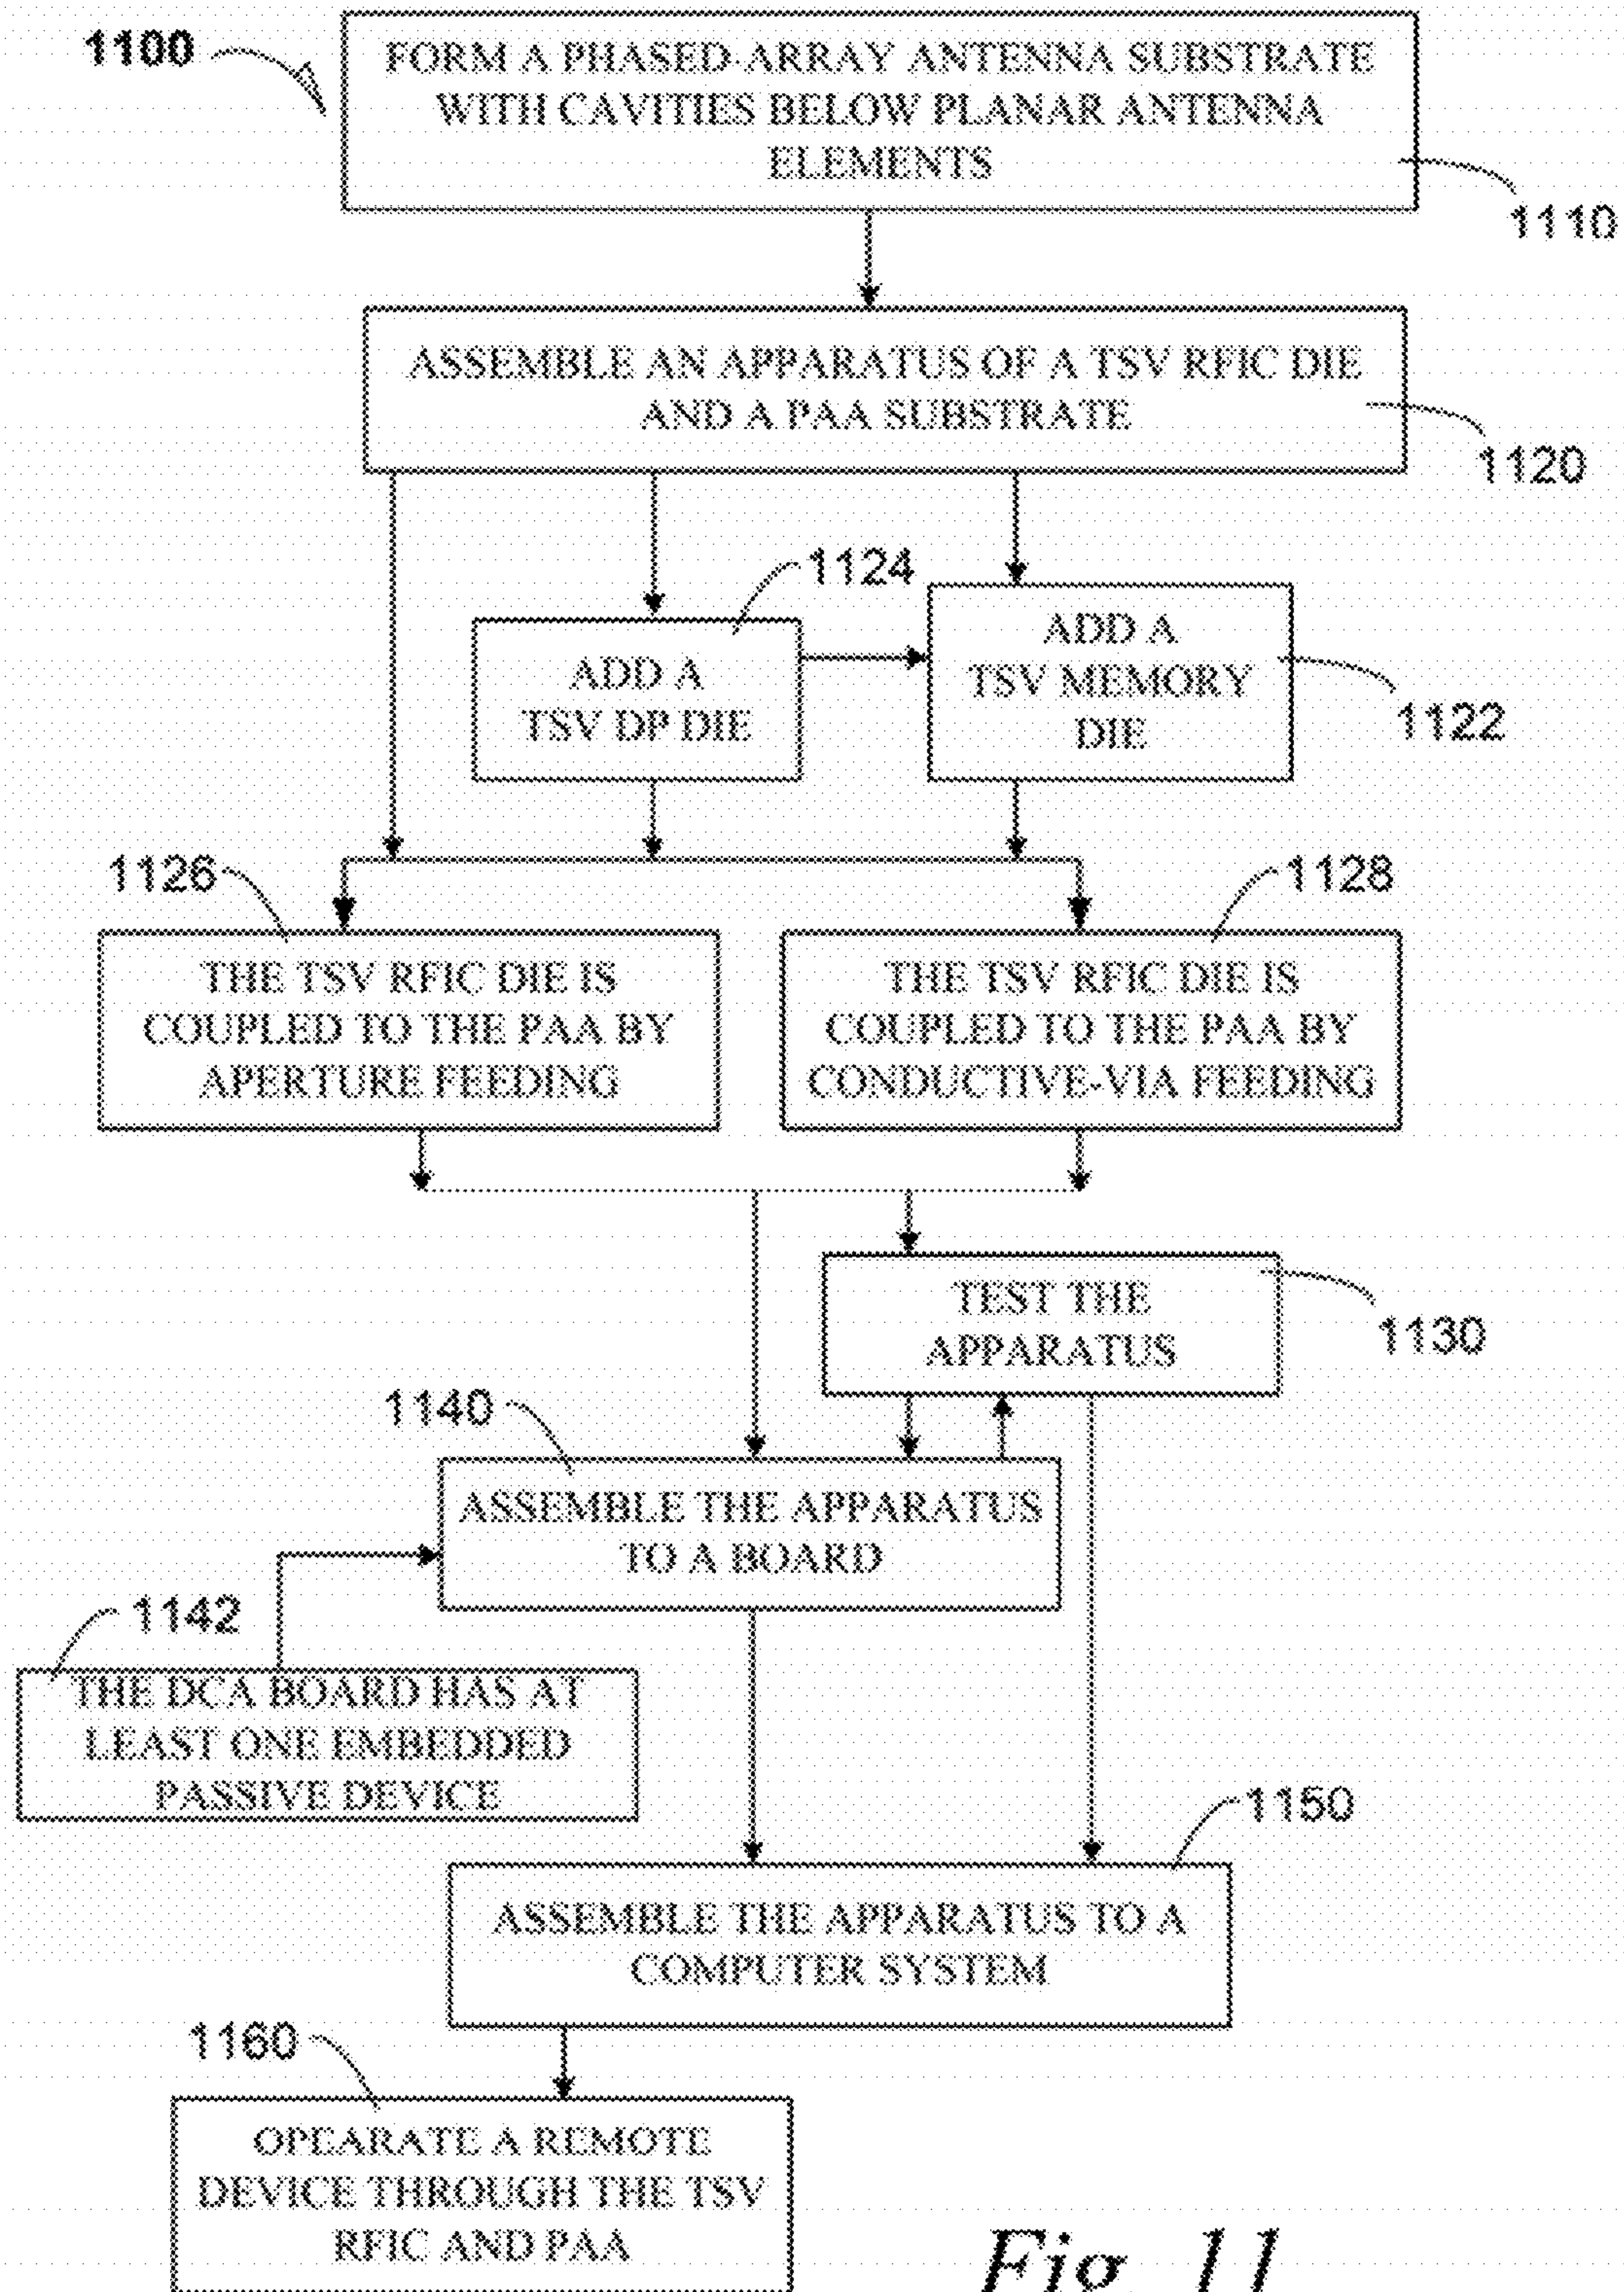 1100
FORM A PHASED-ARRAY ANTENNA SUBSTRATE
WITH CAVITIES BELOW PLANAR ANTENNA
ELEMENTS
1110
ASSEMBLE AN APPARATUS OF A TSV RFIC DIE
AND A PAA SUBSTRATE
1120
1124
ADD A
TSV DP DIE
ADD A
TSV MEMORY
DIE
1122
1126
1128
THE TSV RFIC DIE IS
COUPLED TO THE PAA BY
APERTURE FEEDING
THE TSV RFIC DIE IS
COUPLED TO THE PAA BY
CONDUCTIVE-VIA FEEDING
TEST THE
APPARATUS
1130
1140
ASSEMBLE THE APPARATUS
TO A BOARD
1142
THE DCA BOARD HAS AT
LEAST ONE EMBEDDED
PASSIVE DEVICE
1150
ASSEMBLE THE APPARATUS TO A
COMPUTER SYSTEM
1160
OPEARATE A REMOTE
DEVICE THROUGH THE TSV
RFIC AND PAA
Fig. 11